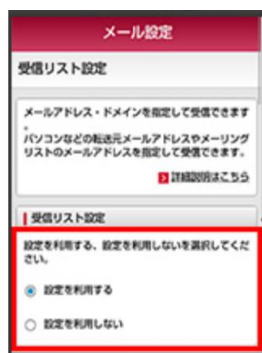 メール設定
受信リスト設定
メールアドレス・ドメインを指定して受信できます
。
パソコンなどの転送元メールアドレスやメーリング
リストのメールアドレスを指定して受信できます。
詳細説明はこちら
受信リスト設定
設定を利用する、設定を利用しないを選択してくだ
さい。
設定を利用する
設定を利用しない